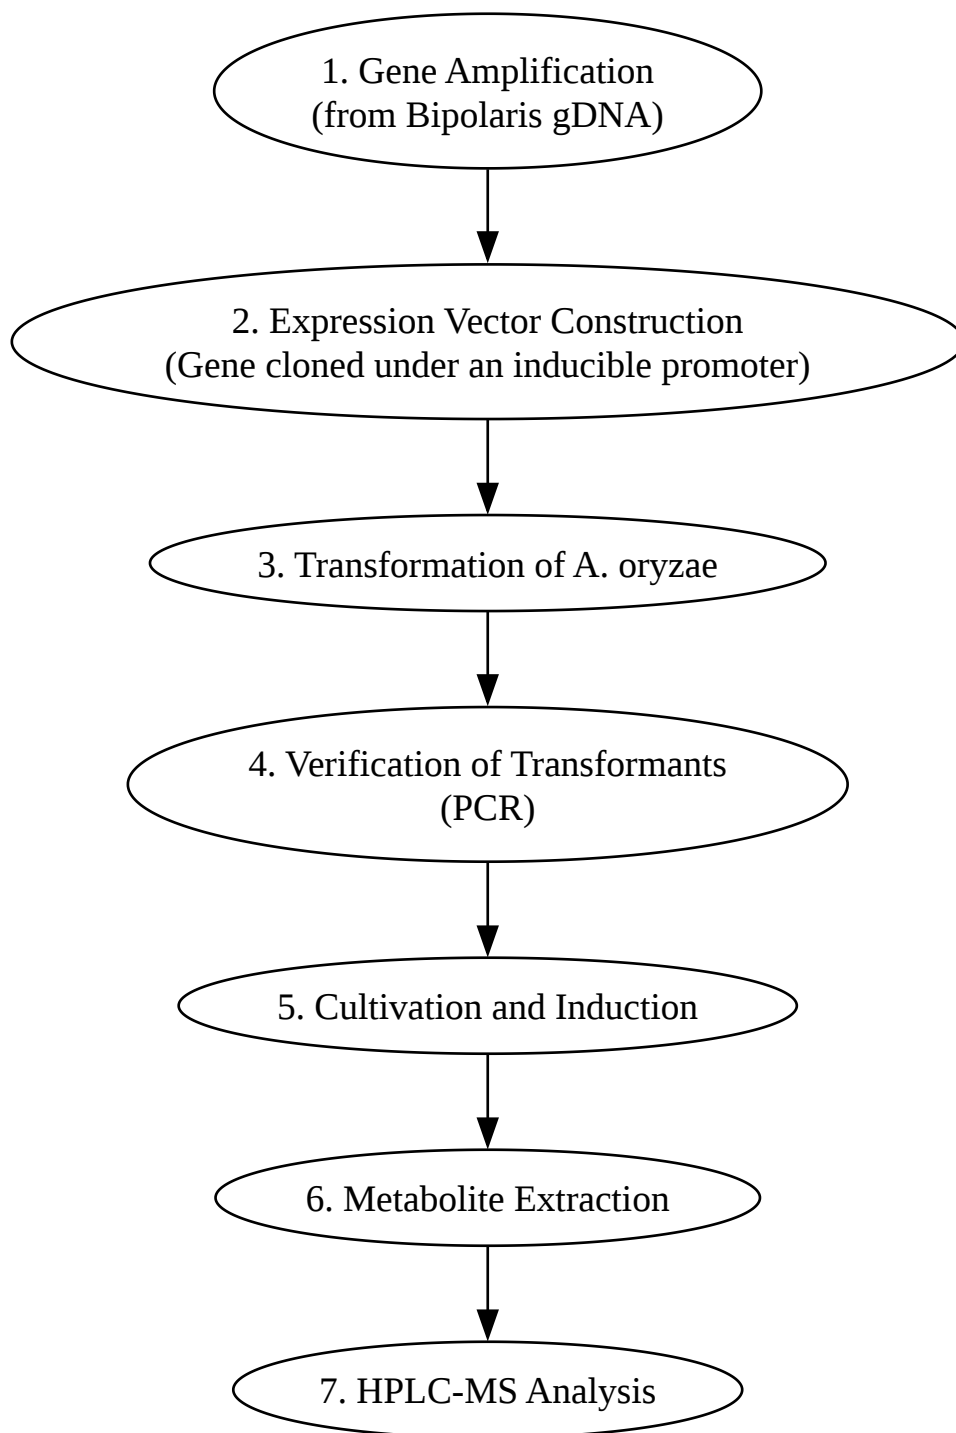 1. Gene Amplification
(from Bipolaris gDNA)
2. Expression Vector Construction
(Gene cloned under an inducible promoter)
3. Transformation of A. oryzae
4. Verification of Transformants
(PCR)
5. Cultivation and Induction
6. Metabolite Extraction
7. HPLC-MS Analysis